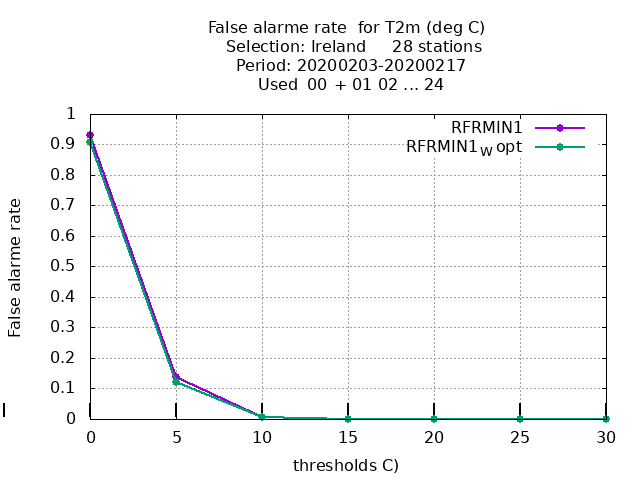 False alarme rate  for T2m (deg C)
Selection: Ireland     28 stations
Period: 20200203-20200217
Used  00 + 01 02 ... 24
RFRMIN1
RFRMIN1W opt
1
0.9
0.8
0.7
0.6
0.5
0.4
0.3
0.2
0.1
0
False alarme rate
0 5 10 15 20 25 30
thresholds C)